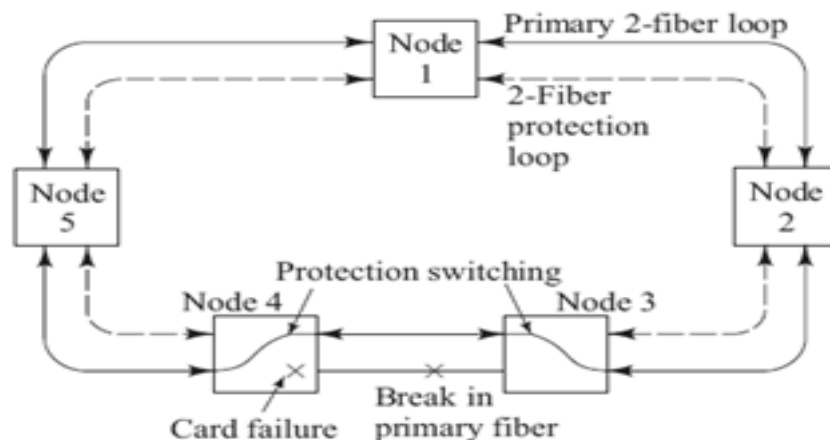 Node
1
Primary 2-fiber loop
2-Fiber
protection
loop
Node
5
Node
2
Protection switching
Node 4
Node 3
Card failure
Break in
primary fiber